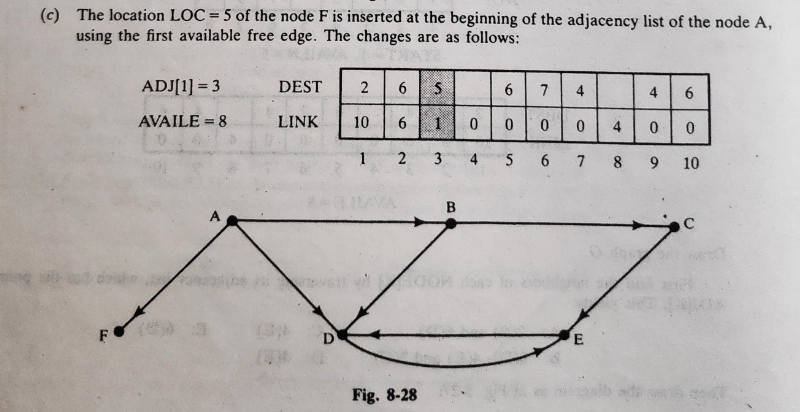 (c) The location LOC = 5 of the node F is inserted at the beginning of the adjacency list of the node A,
using the first available free edge. The changes are as follows:
ADJ[1] = 3 DEST 2 6 5 6 7 4 4 6
AVAILE = 8 LINK 10 6 1 0 0 0 0 4 0 0
1 2 3 4 5 6 7 8 9 10
A B C
F D E
Fig. 8-28